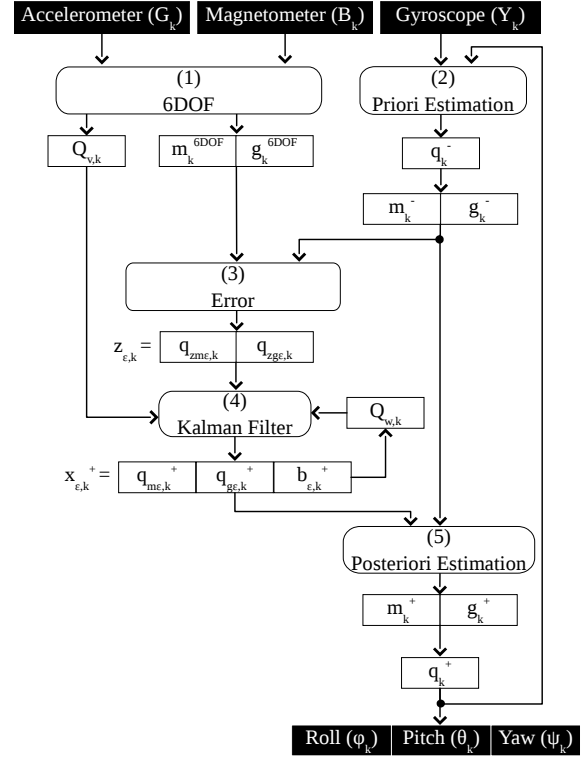 Accelerometer (G_k) Magnetometer (B_k) Gyroscope (Y_k)
(1)
6DOF
(2)
Priori Estimation
Q_v,k
m_k^6DOF g_k^6DOF
q_k^-
m_k^- g_k^-
(3)
Error
z_ε,k = q_zmε,k q_zgε,k
(4)
Kalman Filter
Q_w,k
x_ε,k^+ = q_mε,k^+ q_gε,k^+ b_ε,k^+
(5)
Posteriori Estimation
m_k^+ g_k^+
q_k^+
Roll (φ_k) Pitch (θ_k) Yaw (ψ_k)